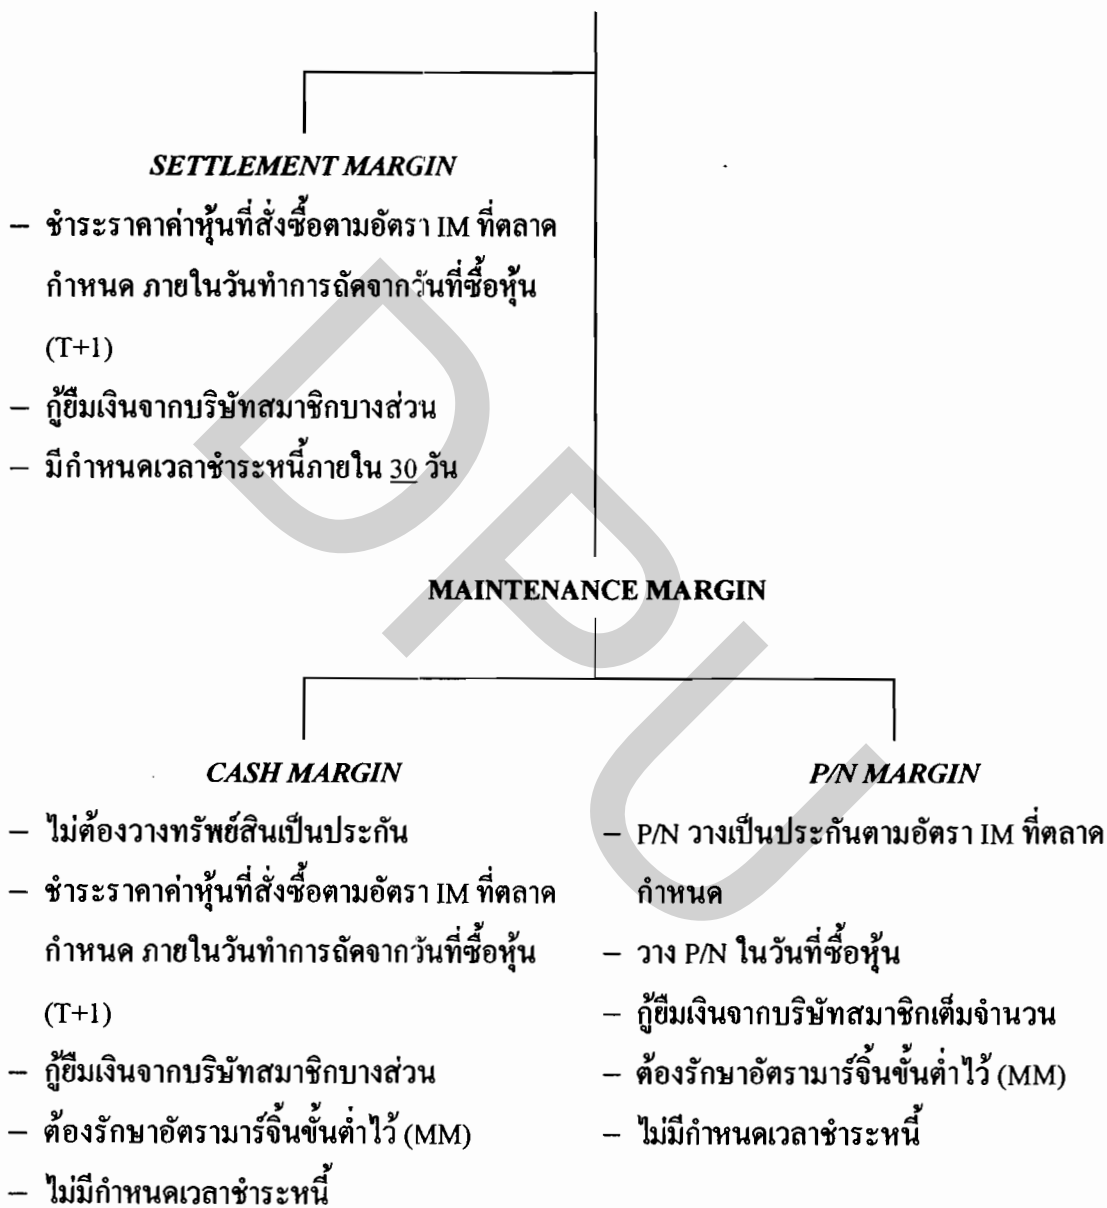 SETTLEMENT MARGIN
– ชำระราคาค่าหุ้นที่สั่งซื้อตามอัตรา IM ที่ตลาด
กำหนด ภายในวันทำการถัดจากวันที่ซื้อหุ้น
(T+1)
– กู้ยืมเงินจากบริษัทสมาชิกบางส่วน
– มีกำหนดเวลาชำระหนี้ภายใน 30 วัน
DPU
MAINTENANCE MARGIN
CASH MARGIN
– ไม่ต้องวางทรัพย์สินเป็นประกัน
– ชำระราคาค่าหุ้นที่สั่งซื้อตามอัตรา IM ที่ตลาด
กำหนด ภายในวันทำการถัดจากวันที่ซื้อหุ้น
(T+1)
– กู้ยืมเงินจากบริษัทสมาชิกบางส่วน
– ต้องรักษาอัตรามาร์จิ้นขั้นต่ำไว้ (MM)
– ไม่มีกำหนดเวลาชำระหนี้
P/N MARGIN
– P/N วางเป็นประกันตามอัตรา IM ที่ตลาด
กำหนด
– วาง P/N ในวันที่ซื้อหุ้น
– กู้ยืมเงินจากบริษัทสมาชิกเต็มจำนวน
– ต้องรักษาอัตรามาร์จิ้นขั้นต่ำไว้ (MM)
– ไม่มีกำหนดเวลาชำระหนี้